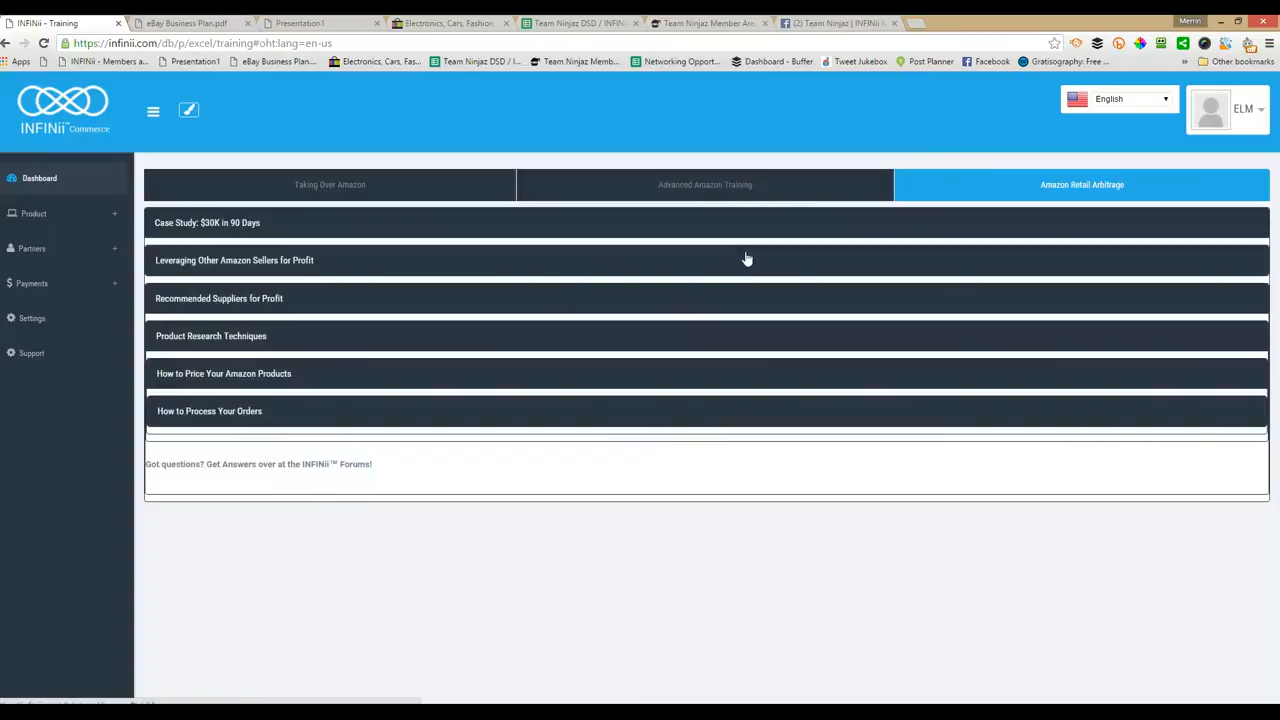 INFINii - Training
eBay Business Plan.pdf
Presentation1
Electronics, Cars, Fashion,
Team Ninjaz DSD / INFINi
Team Ninjaz Member Are
(2) Team Ninjaz | INFINii
Merrin
https://infinii.com/db/p/excel/training#oht:lang=en-us
Apps
INFINii - Members a...
Presentation1
eBay Business Plan....
Electronics, Cars, Fas...
Team Ninjaz DSD / I...
Team Ninjaz Memb...
Networking Opport...
Dashboard - Buffer
Tweet Jukebox
Post Planner
Facebook
Gratisography: Free ...
»
Other bookmarks
INFINii™ Commerce
English
ELM
Dashboard
Product +
Partners +
Payments +
Settings
Support
Taking Over Amazon
Advanced Amazon Training
Amazon Retail Arbitrage
Case Study: $30K in 90 Days
Leveraging Other Amazon Sellers for Profit
Recommended Suppliers for Profit
Product Research Techniques
How to Price Your Amazon Products
How to Process Your Orders
Got questions? Get Answers over at the INFINii™ Forums!